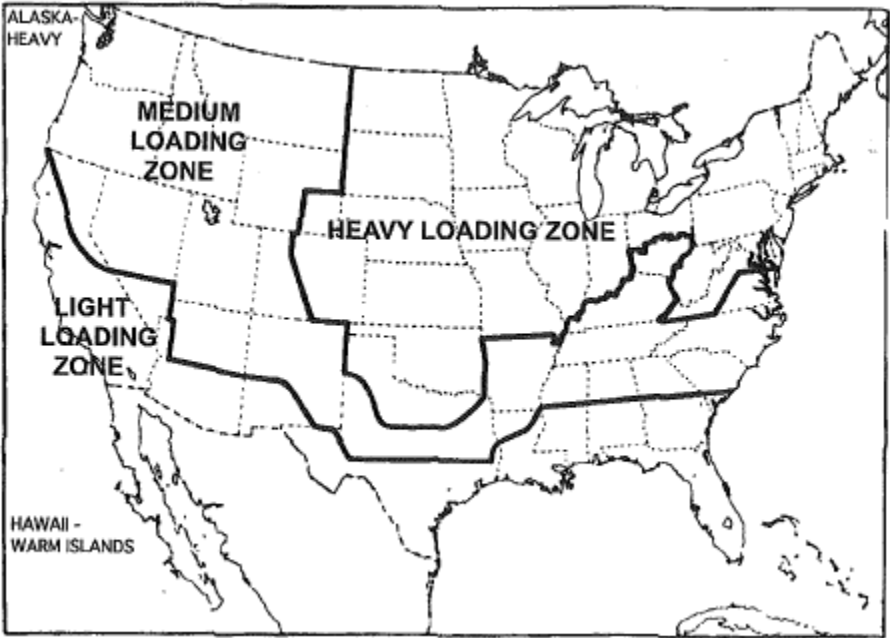 ALASKA-
HEAVY
MEDIUM
LOADING
ZONE
HEAVY LOADING ZONE
LIGHT
LOADING
ZONE
HAWAII -
WARM ISLANDS